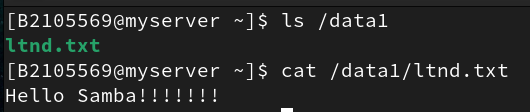 [B2105569@myserver ~]$ ls /data1
ltnd.txt
[B2105569@myserver ~]$ cat /data1/ltnd.txt
Hello Samba!!!!!!!